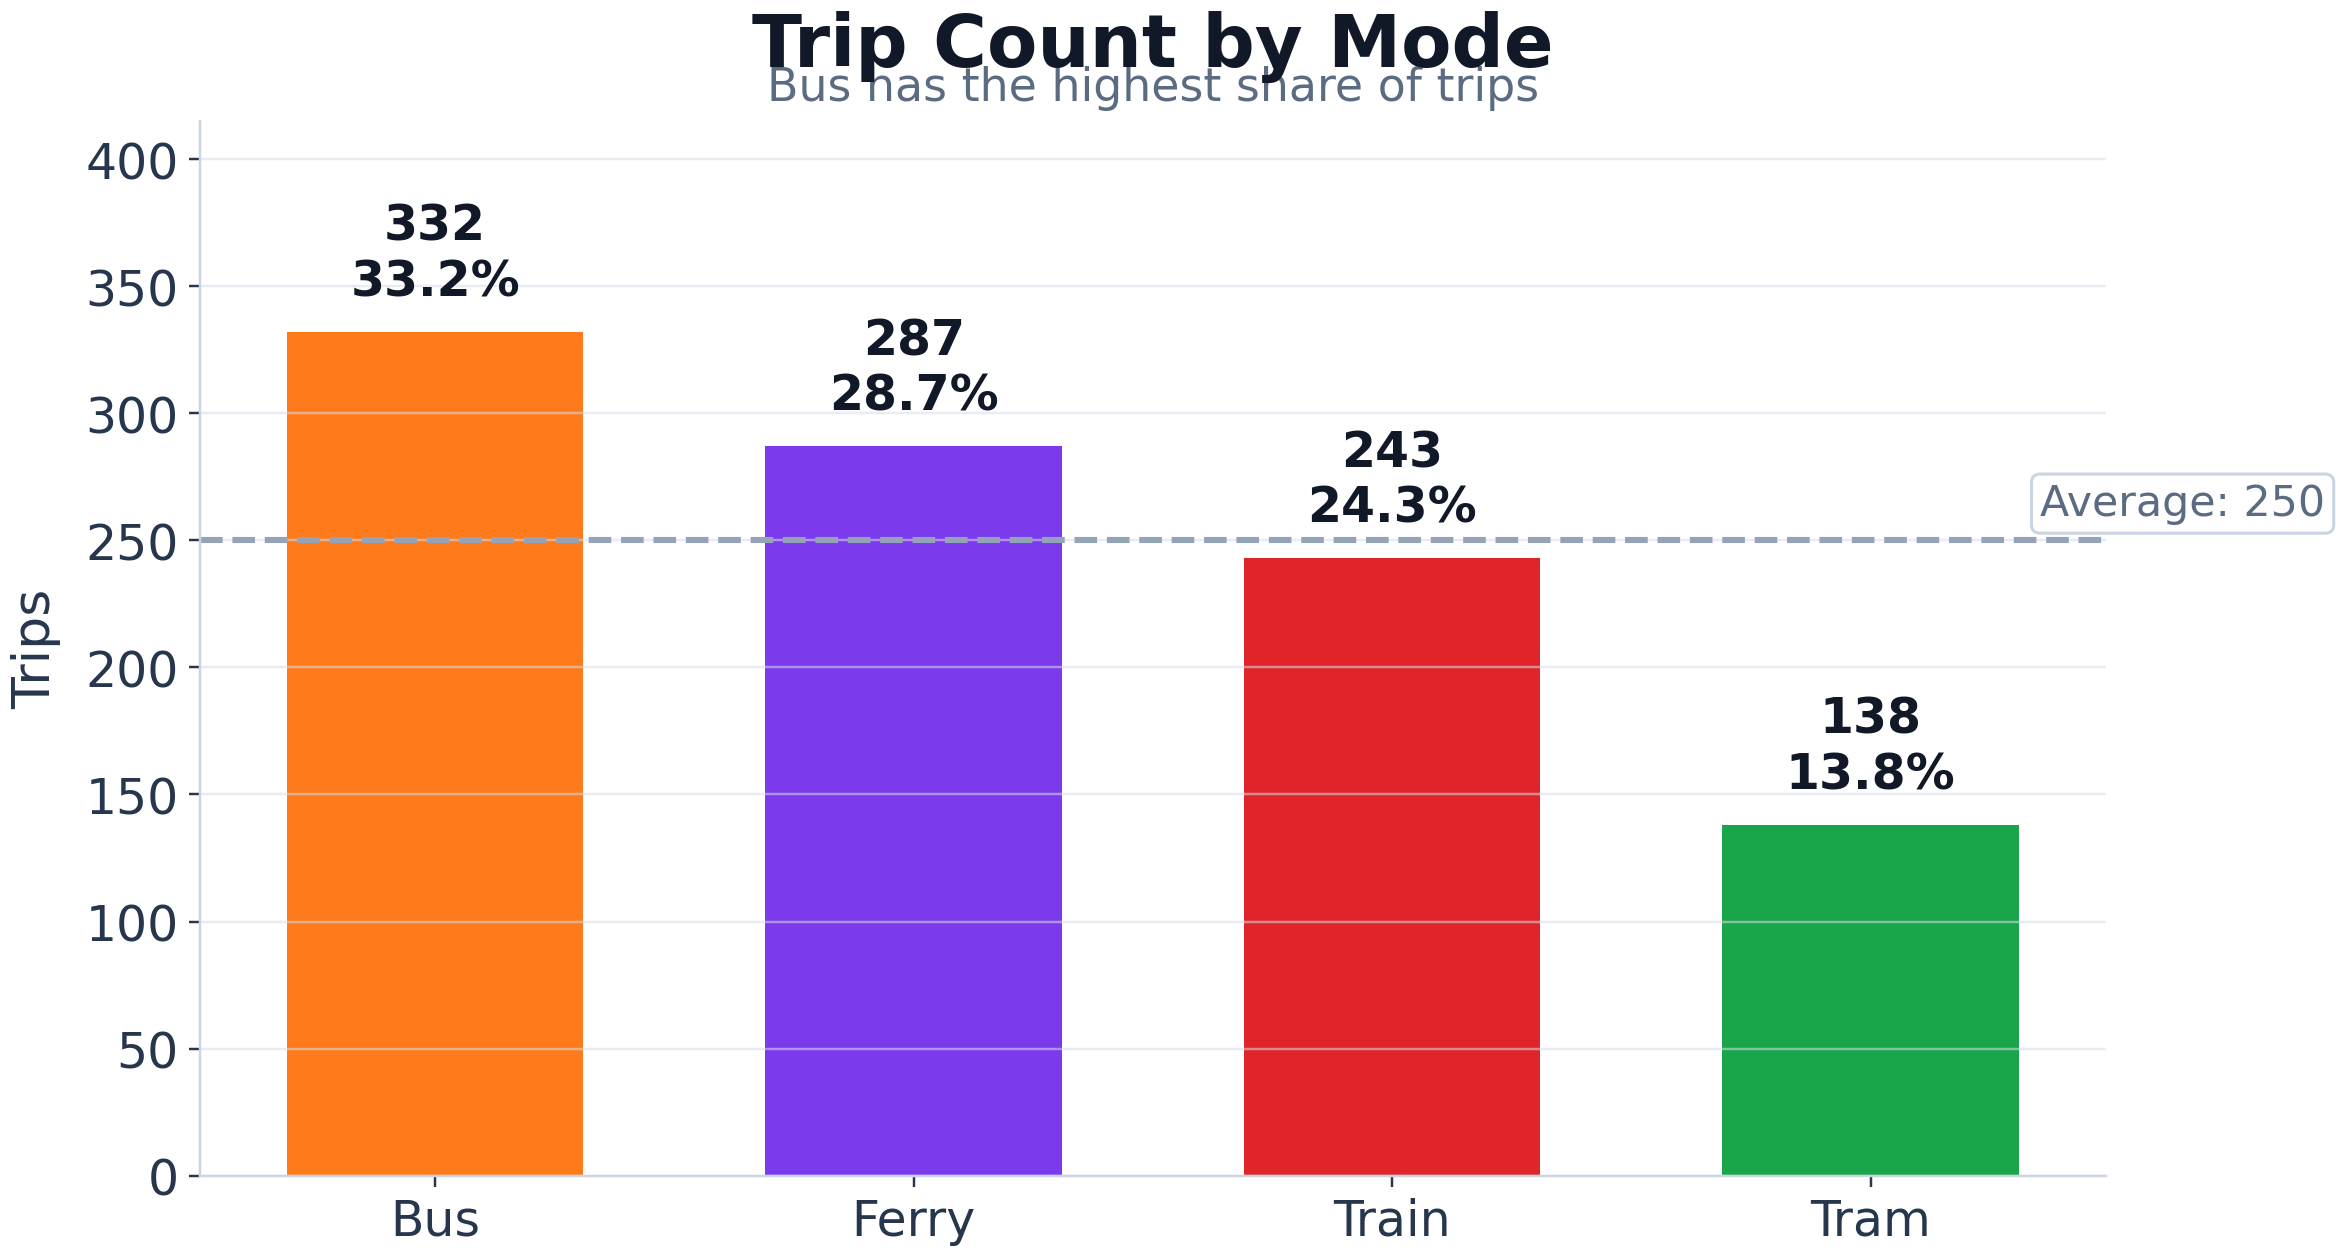 Trip Count by Mode
Bus has the highest share of trips
400
350
300
250
200
150
100
50
0
Trips
332
33.2%
287
28.7%
243
24.3%
138
13.8%
Average: 250
Bus
Ferry
Train
Tram